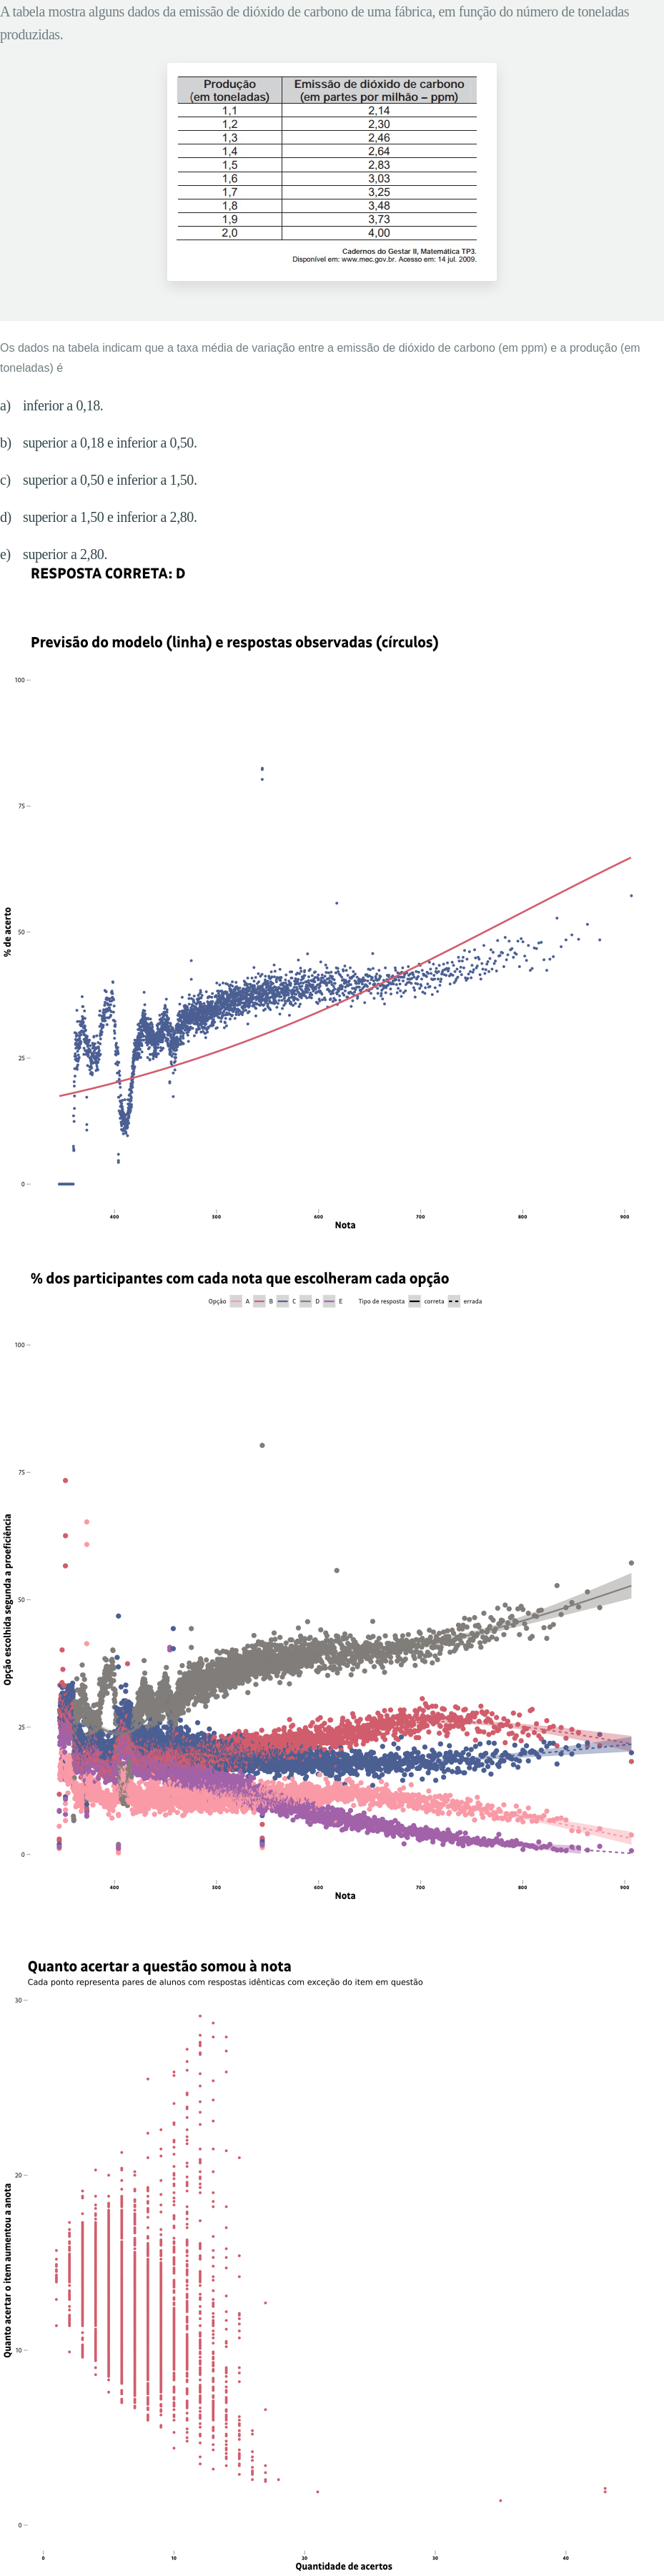 A tabela mostra alguns dados da emissão de dióxido de carbono de uma fábrica, em função do número de toneladas
produzidas.
Produção Emissão de dióxido de carbono
(em toneladas) (em partes por milhão – ppm)
1,1 2,14
1,2 2,30
1,3 2,46
1,4 2,64
1,5 2,83
1,6 3,03
1,7 3,25
1,8 3,48
1,9 3,73
2,0 4,00
Cadernos do Gestar II, Matemática TP3.
Disponível em: www.mec.gov.br. Acesso em: 14 jul. 2009.
Os dados na tabela indicam que a taxa média de variação entre a emissão de dióxido de carbono (em ppm) e a produção (em
toneladas) é
a) inferior a 0,18.
b) superior a 0,18 e inferior a 0,50.
c) superior a 0,50 e inferior a 1,50.
d) superior a 1,50 e inferior a 2,80.
e) superior a 2,80.
RESPOSTA CORRETA: D
Previsão do modelo (linha) e respostas observadas (círculos)
100
75
50
25
0
% de acerto
400 500 600 700 800 900
Nota
% dos participantes com cada nota que escolheram cada opção
Opção A B C D E Tipo de resposta correta errada
100
75
50
25
0
Opção escolhida segunda a proeficiência
400 500 600 700 800 900
Nota
Quanto acertar a questão somou à nota
Cada ponto representa pares de alunos com respostas idênticas com exceção do item em questão
30
20
10
0
Quanto acertar o item aumentou a anota
0 10 20 30 40
Quantidade de acertos